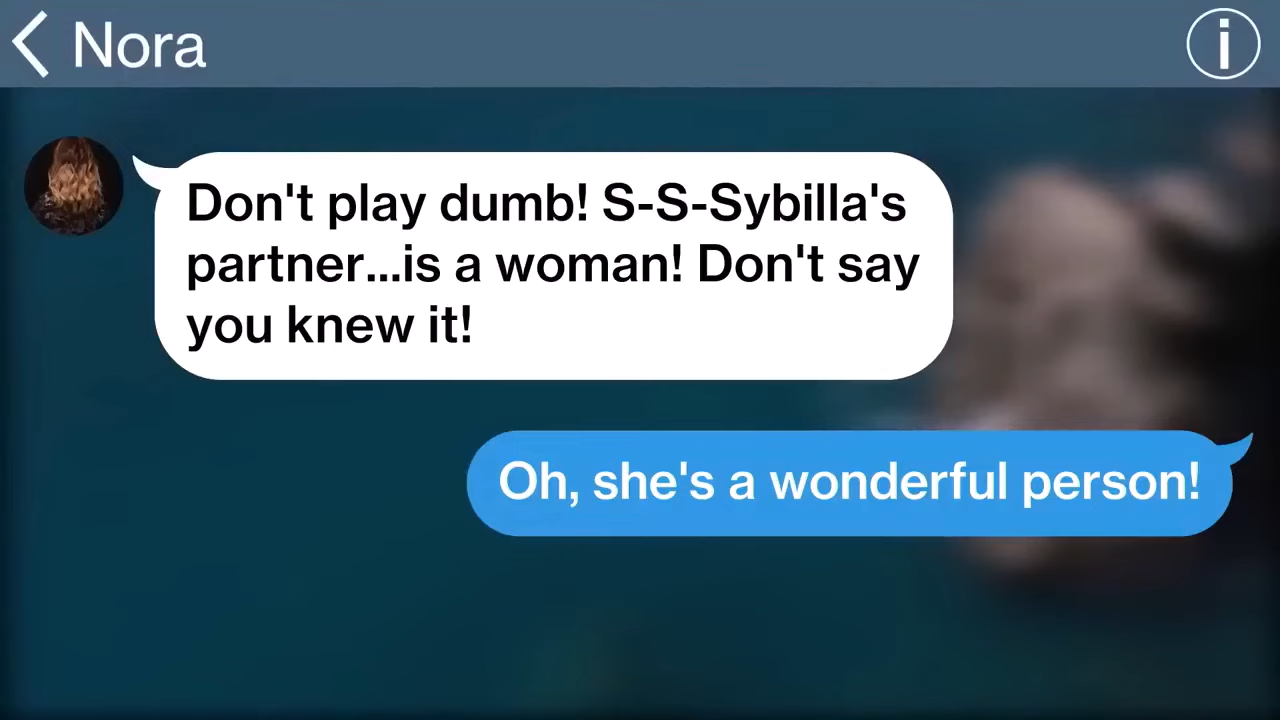 Nora
Don't play dumb! S-S-Sybilla's
partner...is a woman! Don't say
you knew it!
Oh, she's a wonderful person!